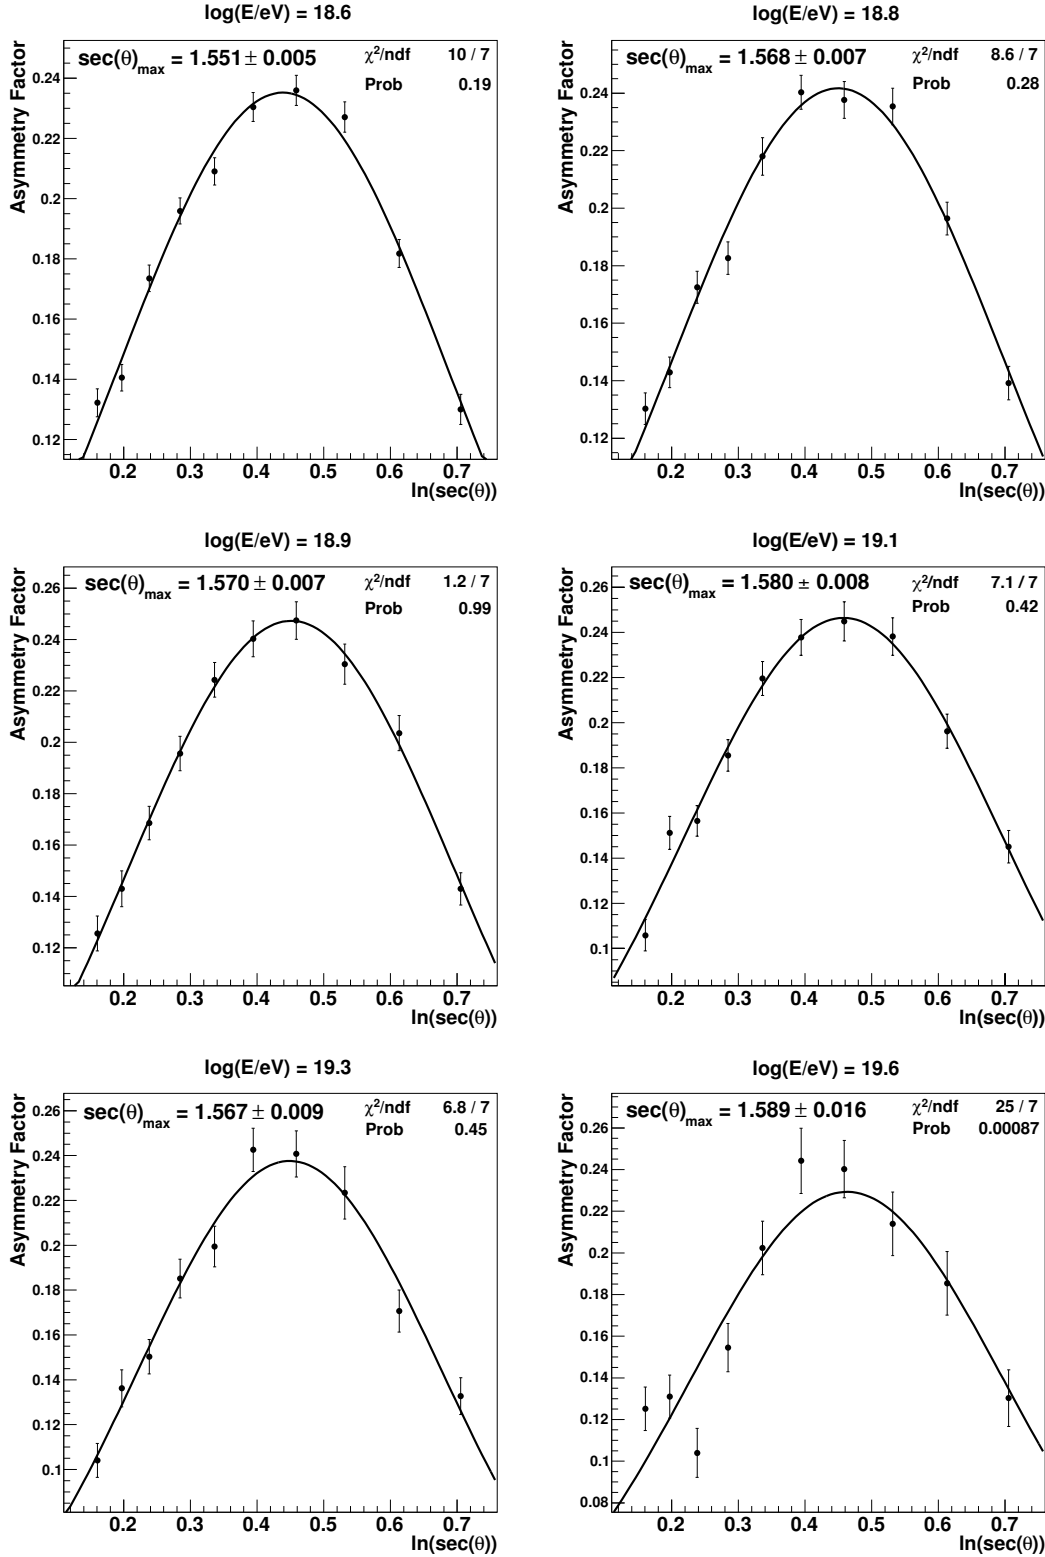 log(E/eV) = 18.6
sec(θ)max = 1.551 ± 0.005
χ²/ndf 10 / 7
Prob 0.19
Asymmetry Factor
0.24
0.22
0.2
0.18
0.16
0.14
0.12
0.2 0.3 0.4 0.5 0.6 0.7
ln(sec(θ))
log(E/eV) = 18.8
sec(θ)max = 1.568 ± 0.007
χ²/ndf 8.6 / 7
Prob 0.28
Asymmetry Factor
0.24
0.22
0.2
0.18
0.16
0.14
0.12
0.2 0.3 0.4 0.5 0.6 0.7
ln(sec(θ))
log(E/eV) = 18.9
sec(θ)max = 1.570 ± 0.007
χ²/ndf 1.2 / 7
Prob 0.99
Asymmetry Factor
0.26
0.24
0.22
0.2
0.18
0.16
0.14
0.12
0.2 0.3 0.4 0.5 0.6 0.7
ln(sec(θ))
log(E/eV) = 19.1
sec(θ)max = 1.580 ± 0.008
χ²/ndf 7.1 / 7
Prob 0.42
Asymmetry Factor
0.26
0.24
0.22
0.2
0.18
0.16
0.14
0.12
0.1
0.2 0.3 0.4 0.5 0.6 0.7
ln(sec(θ))
log(E/eV) = 19.3
sec(θ)max = 1.567 ± 0.009
χ²/ndf 6.8 / 7
Prob 0.45
Asymmetry Factor
0.26
0.24
0.22
0.2
0.18
0.16
0.14
0.12
0.1
0.2 0.3 0.4 0.5 0.6 0.7
ln(sec(θ))
log(E/eV) = 19.6
sec(θ)max = 1.589 ± 0.016
χ²/ndf 25 / 7
Prob 0.00087
Asymmetry Factor
0.26
0.24
0.22
0.2
0.18
0.16
0.14
0.12
0.1
0.08
0.2 0.3 0.4 0.5 0.6 0.7
ln(sec(θ))